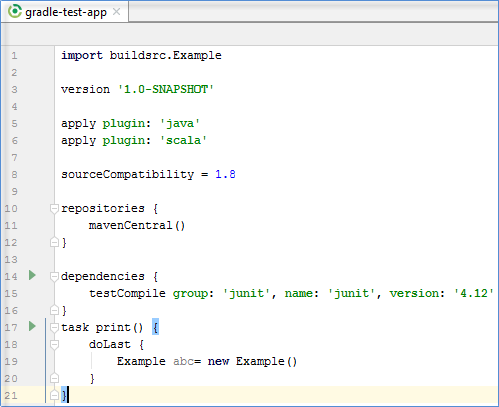 gradle-test-app
1 import buildsrc.Example
2
3 version '1.0-SNAPSHOT'
4
5 apply plugin: 'java'
6 apply plugin: 'scala'
7
8 sourceCompatibility = 1.8
9
10 repositories {
11     mavenCentral()
12 }
13
14 dependencies {
15     testCompile group: 'junit', name: 'junit', version: '4.12'
16 }
17 task print() {
18     doLast {
19         Example abc= new Example()
20     }
21 }